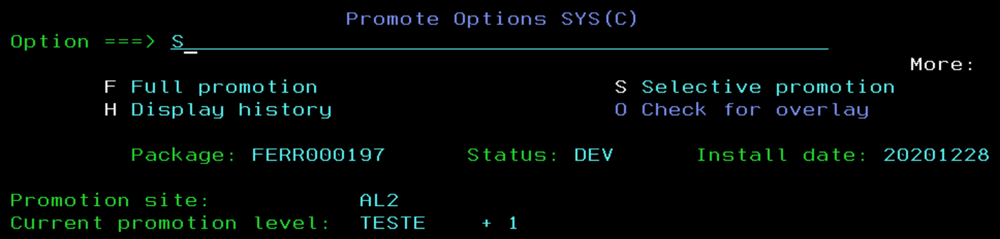 Promote Options SYS(C)
Option ===> S_
More:
F Full promotion S Selective promotion
H Display history O Check for overlay
Package: FERR000197 Status: DEV Install date: 20201228
Promotion site: AL2
Current promotion level: TESTE + 1